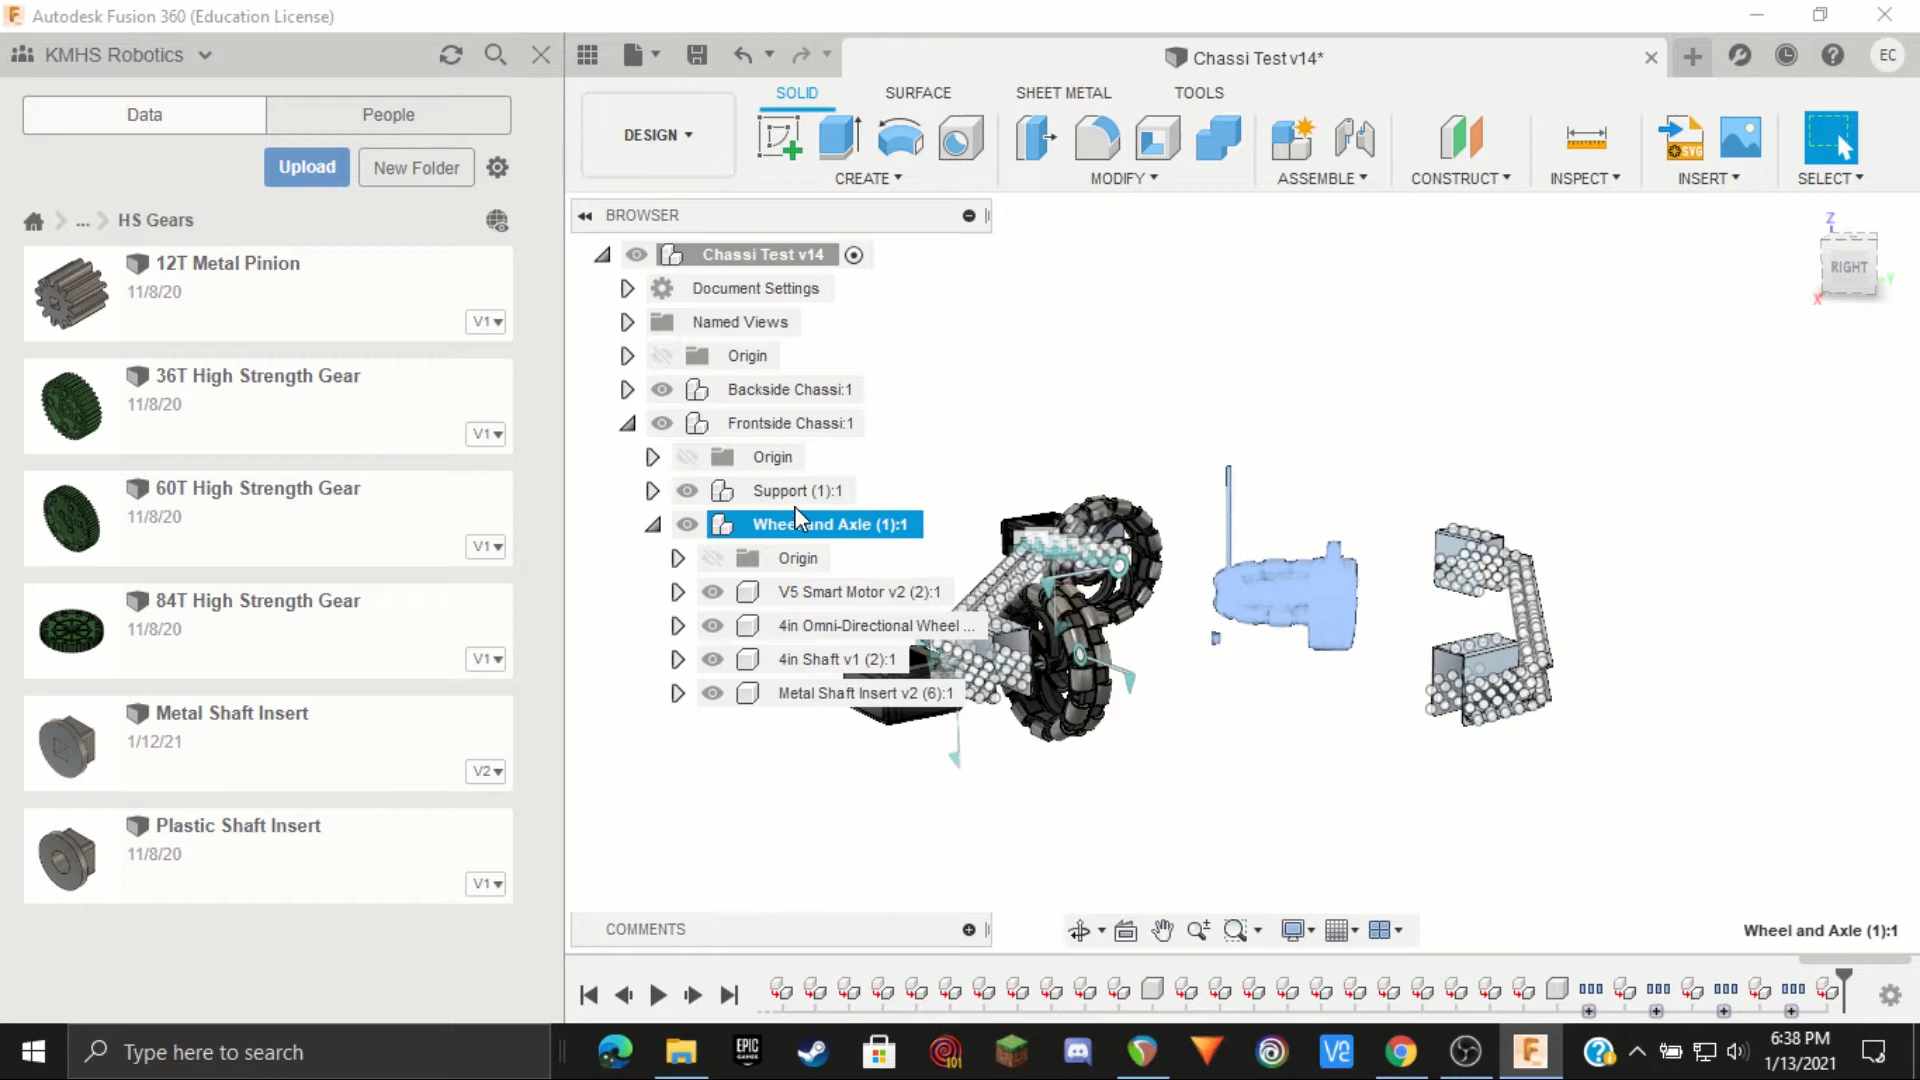 Autodesk Fusion 360 (Education License)
KMHS Robotics
Chassi Test v14*
EC
Data
People
Upload
New Folder
... HS Gears
12T Metal Pinion
11/8/20
V1
36T High Strength Gear
11/8/20
V1
60T High Strength Gear
11/8/20
V1
84T High Strength Gear
11/8/20
V1
Metal Shaft Insert
1/12/21
V2
Plastic Shaft Insert
11/8/20
V1
DESIGN
SOLID
SURFACE
SHEET METAL
TOOLS
CREATE
MODIFY
ASSEMBLE
CONSTRUCT
INSPECT
SVG
INSERT
SELECT
BROWSER
Chassi Test v14
Document Settings
Named Views
Origin
Backside Chassi:1
Frontside Chassi:1
Origin
Support (1):1
Wheel and Axle (1):1
Origin
V5 Smart Motor v2 (2):1
4in Omni-Directional Wheel ...
4in Shaft v1 (2):1
Metal Shaft Insert v2 (6):1
Z
RIGHT
Y
X
COMMENTS
Wheel and Axle (1):1
Type here to search
EPIC
GAMES
101
6:38 PM
1/13/2021